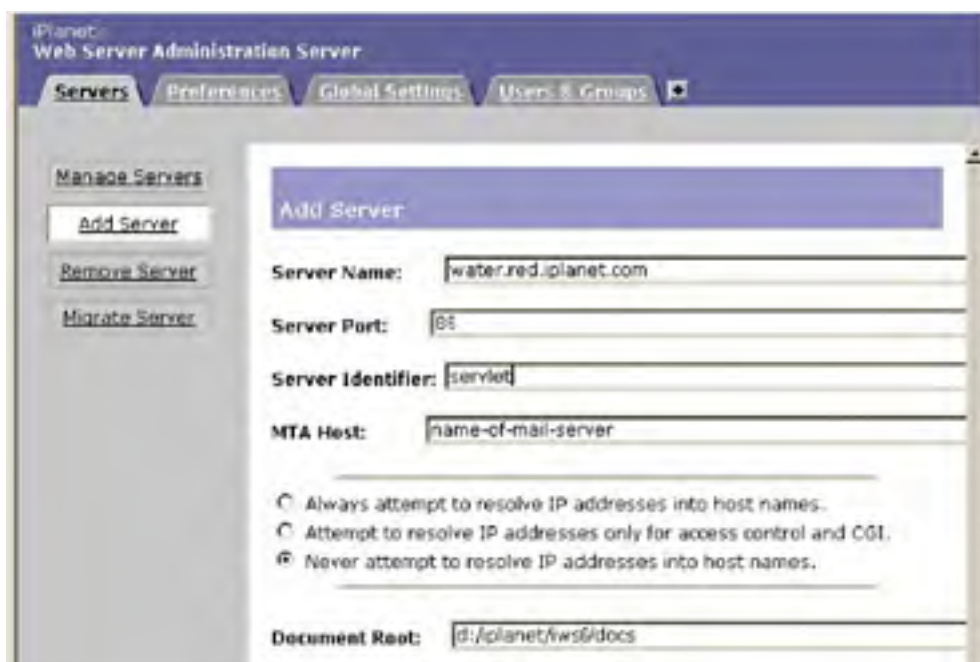 iPlanet
Web Server Administration Server
Servers Preferences Global Settings Users & Groups
Manage Servers
Add Server
Remove Server
Migrate Server
Add Server
Server Name: water.red.iplanet.com
Server Port:
Server Identifier: servlet
MTA Host: name-of-mail-server
Always attempt to resolve IP addresses into host names.
Attempt to resolve IP addresses only for access control and CGI.
Never attempt to resolve IP addresses into host names.
Document Root: d:/iplanet/iws6/docs